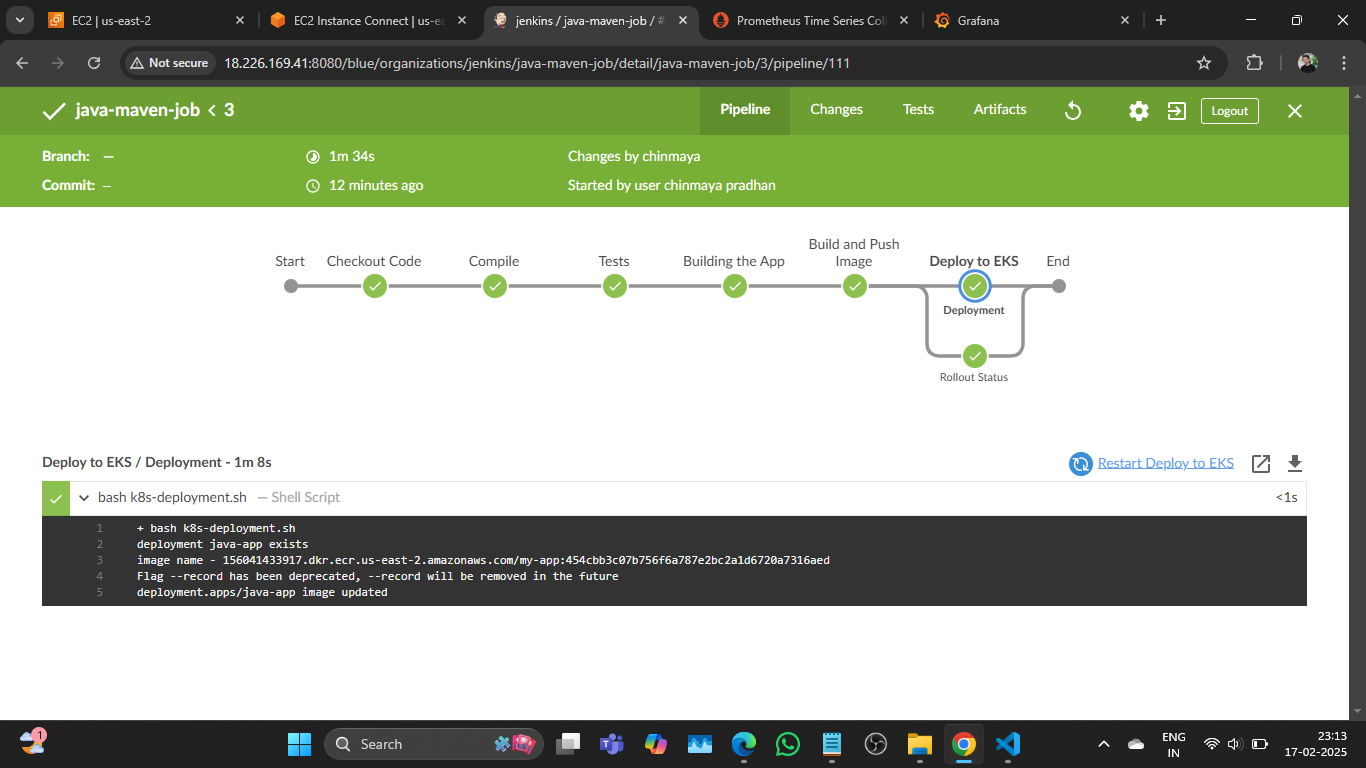 EC2 | us-east-2
EC2 Instance Connect | us-ea
jenkins / java-maven-job / #
Prometheus Time Series Col
Grafana
Not secure
18.226.169.41:8080/blue/organizations/jenkins/java-maven-job/detail/java-maven-job/3/pipeline/111
java-maven-job < 3
Pipeline
Changes
Tests
Artifacts
Logout
Branch: —
1m 34s
Changes by chinmaya
Commit: –
12 minutes ago
Started by user chinmaya pradhan
Start
Checkout Code
Compile
Tests
Building the App
Build and Push
Image
Deploy to EKS
End
Deployment
Rollout Status
Deploy to EKS / Deployment - 1m 8s
Restart Deploy to EKS
bash k8s-deployment.sh — Shell Script
<1s
1 + bash k8s-deployment.sh
2 deployment java-app exists
3 image name - 156041433917.dkr.ecr.us-east-2.amazonaws.com/my-app:454cbb3c07b756f6a787e2bc2a1d6720a7316aed
4 Flag --record has been deprecated, --record will be removed in the future
5 deployment.apps/java-app image updated
1
Search
ENG
IN
23:13
17-02-2025